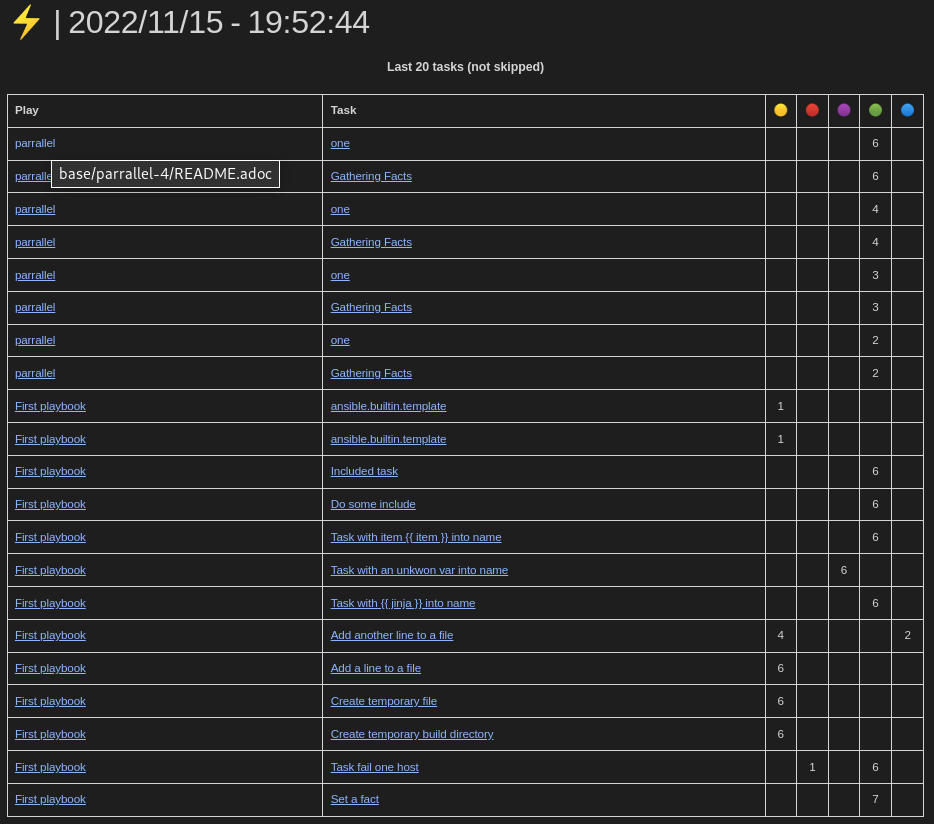 ⚡ | 2022/11/15 - 19:52:44
Last 20 tasks (not skipped)
Play Task 🟡 🔴 🟣 🟢 🔵
parrallel one 6
parralle Gathering Facts 6
base/parrallel-4/README.adoc
parrallel one 4
parrallel Gathering Facts 4
parrallel one 3
parrallel Gathering Facts 3
parrallel one 2
parrallel Gathering Facts 2
First playbook ansible.builtin.template 1
First playbook ansible.builtin.template 1
First playbook Included task 6
First playbook Do some include 6
First playbook Task with item {{ item }} into name 6
First playbook Task with an unkwon var into name 6
First playbook Task with {{ jinja }} into name 6
First playbook Add another line to a file 4 2
First playbook Add a line to a file 6
First playbook Create temporary file 6
First playbook Create temporary build directory 6
First playbook Task fail one host 1 6
First playbook Set a fact 7